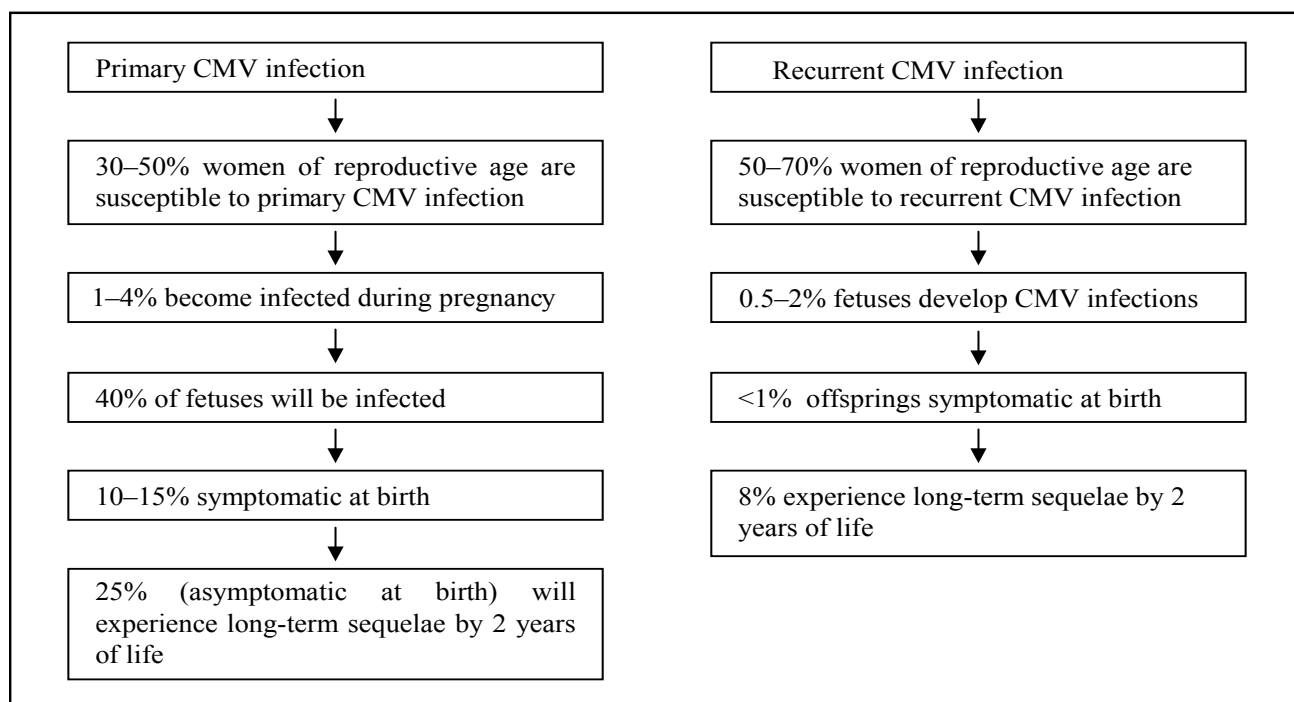 Primary CMV infection
30–50% women of reproductive age are
susceptible to primary CMV infection
1–4% become infected during pregnancy
40% of fetuses will be infected
10–15% symptomatic at birth
25% (asymptomatic at birth) will
experience long-term sequelae by 2 years
of life
Recurrent CMV infection
50–70% women of reproductive age are
susceptible to recurrent CMV infection
0.5–2% fetuses develop CMV infections
<1% offsprings symptomatic at birth
8% experience long-term sequelae by 2
years of life